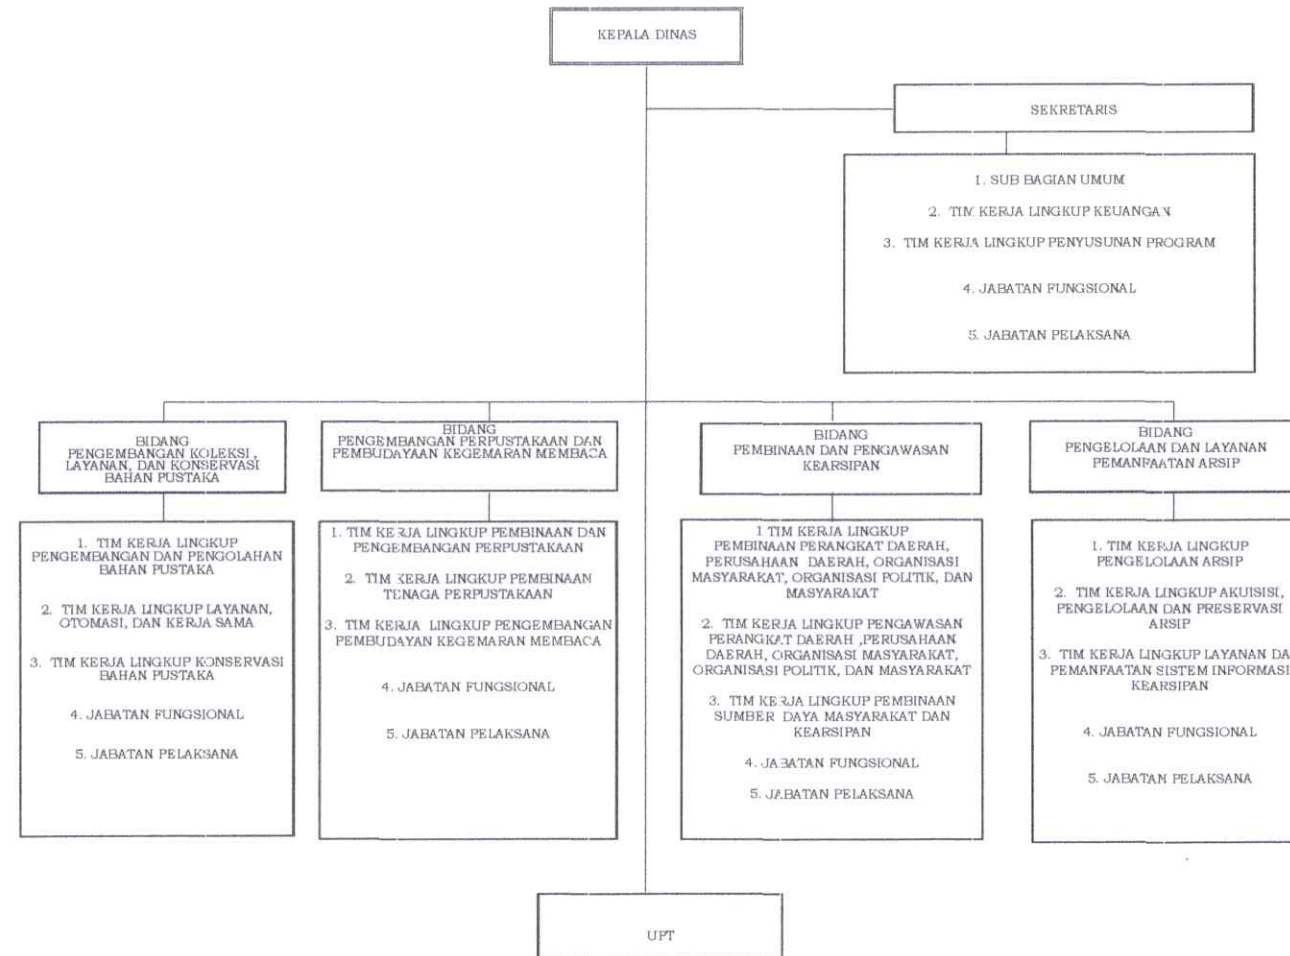 KEPALA DINAS
SEKRETARIS
1. SUB BAGIAN UMUM
2. TIM KERJA LINGKUP KEUANGAN
3. TIM KERJA LINGKUP PENYUSUNAN PROGRAM
4. JABATAN FUNGSIONAL
5. JABATAN PELAKSANA
BIDANG
PENGEMBANGAN KOLEKSI,
LAYANAN, DAN KONSERVASI
BAHAN PUSTAKA
1. TIM KERJA LINGKUP
PENGEMBANGAN DAN PENGOLAHAN
BAHAN PUSTAKA
2. TIM KERJA LINGKUP LAYANAN,
OTOMASI, DAN KERJA SAMA
3. TIM KERJA LINGKUP KONSERVASI
BAHAN PUSTAKA
4. JABATAN FUNGSIONAL
5. JABATAN PELAKSANA
BIDANG
PENGEMBANGAN PERPUSTAKAAN DAN
PEMBUDAYAAN KEGEMARAN MEMBACA
1. TIM KERJA LINGKUP PEMBINAAN DAN
PENGEMBANGAN PERPUSTAKAAN
2. TIM KERJA LINGKUP PEMBINAAN
TENAGA PERPUSTAKAAN
3. TIM KERJA LINGKUP PENGEMBANGAN
PEMBUDAYAN KEGEMARAN MEMBACA
4. JABATAN FUNGSIONAL
5. JABATAN PELAKSANA
BIDANG
PEMBINAAN DAN PENGAWASAN
KEARSIPAN
1 TIM KERJA LINGKUP
PEMBINAAN PERANGKAT DAERAH,
PERUSAHAAN DAERAH, ORGANISASI
MASYARAKAT, ORGANISASI POLITIK, DAN
MASYARAKAT
2. TIM KERJA LINGKUP PENGAWASAN
PERANGKAT DAERAH ,PERUSAHAAN
DAERAH, ORGANISASI MASYARAKAT,
ORGANISASI POLITIK, DAN MASYARAKAT
3. TIM KERJA LINGKUP PEMBINAAN
SUMBER DAYA MASYARAKAT DAN
KEARSIPAN
4. JABATAN FUNGSIONAL
5. JABATAN PELAKSANA
BIDANG
PENGELOLAAN DAN LAYANAN
PEMANFAATAN ARSIP
1. TIM KERJA LINGKUP
PENGELOLAAN ARSIP
2. TIM KERJA LINGKUP AKUISISI,
PENGELOLAAN DAN PRESERVASI
ARSIP
3. TIM KERJA LINGKUP LAYANAN DA
PEMANFAATAN SISTEM INFORMASI
KEARSIPAN
4. JABATAN FUNGSIONAL
5. JABATAN PELAKSANA
UPT